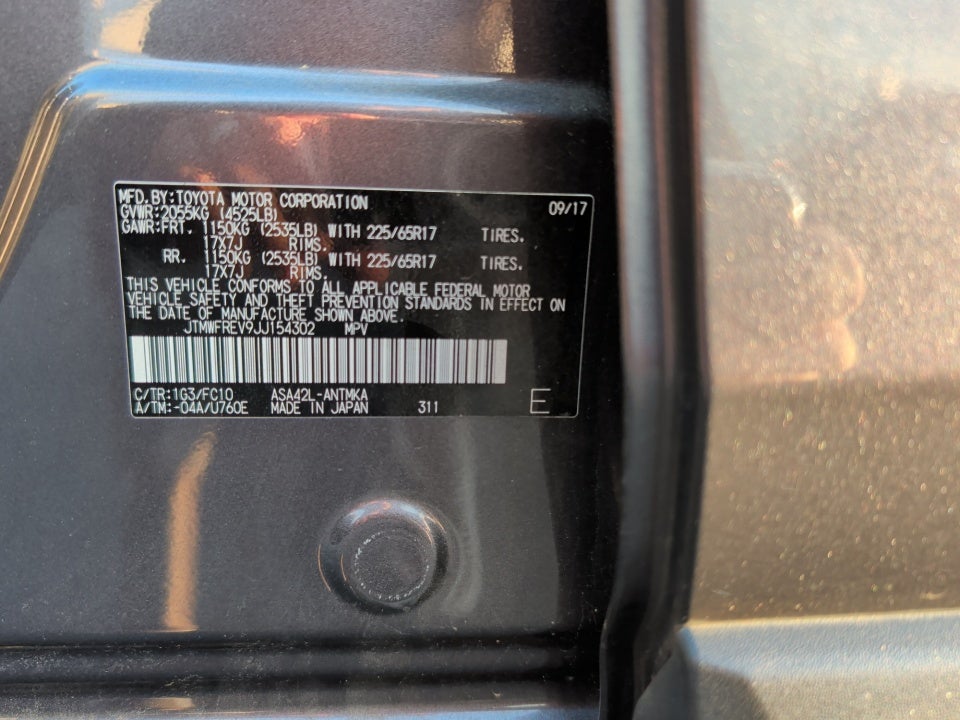 MFD. BY: TOYOTA MOTOR CORPORATION 09/17
GVWR: 2055KG (4525LB)
GAWR: FRT. 1150KG (2535LB) WITH 225/65R17 TIRES.
17X7J RIMS.
RR. 1150KG (2535LB) WITH 225/65R17 TIRES.
17X7J RIMS.
THIS VEHICLE CONFORMS TO ALL APPLICABLE FEDERAL MOTOR
VEHICLE SAFETY AND THEFT PREVENTION STANDARDS IN EFFECT ON
THE DATE OF MANUFACTURE SHOWN ABOVE.
JTMWFREV9JJ154302 MPV
C/TR: 1G3/FC10 ASA42L-ANTMKA
A/TM: -04A/U760E MADE IN JAPAN 311 E